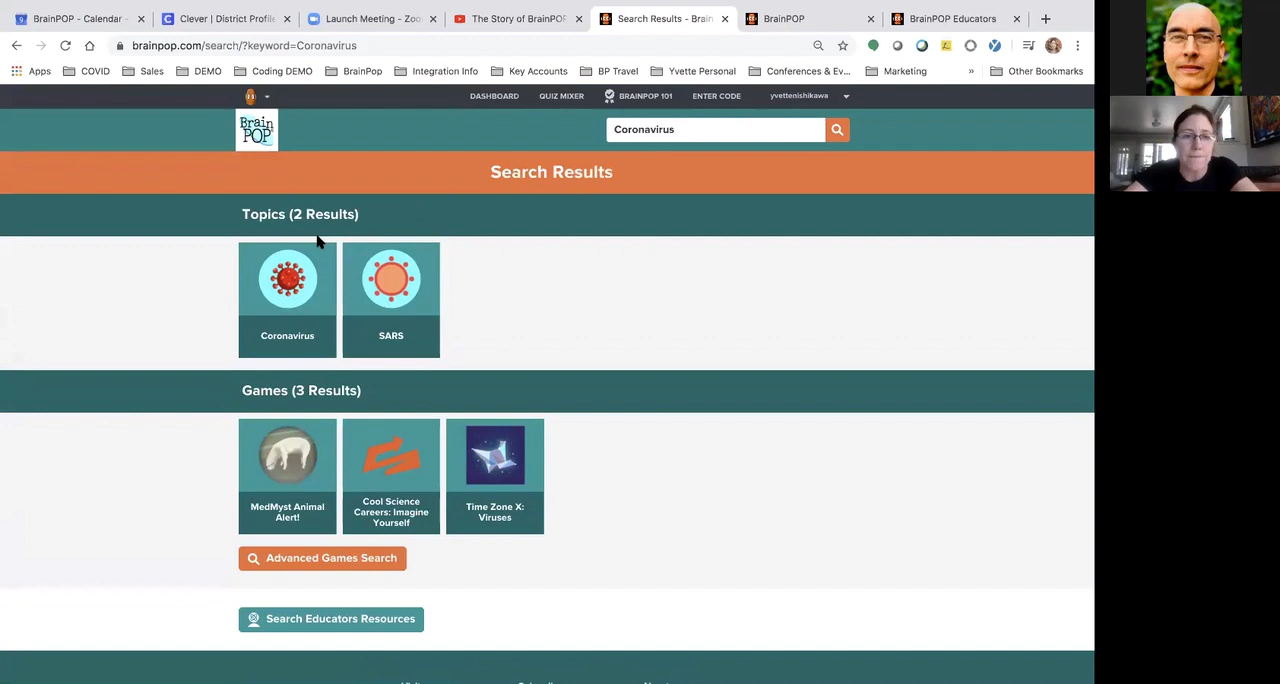 BrainPOP - Calendar -
Clever | District Profile
Launch Meeting - Zoo
The Story of BrainPOP
Search Results - Brain
BrainPOP
BrainPOP Educators
brainpop.com/search/?keyword=Coronavirus
Apps
COVID
Sales
DEMO
Coding DEMO
BrainPop
Integration Info
Key Accounts
BP Travel
Yvette Personal
Conferences & Ev...
Marketing
»
Other Bookmarks
DASHBOARD
QUIZ MIXER
BRAINPOP 101
ENTER CODE
yvettenishikawa
Brain
POP
Coronavirus
Search Results
Topics (2 Results)
Coronavirus
SARS
Games (3 Results)
MedMyst Animal
Alert!
Cool Science
Careers: Imagine
Yourself
Time Zone X:
Viruses
Advanced Games Search
Search Educators Resources